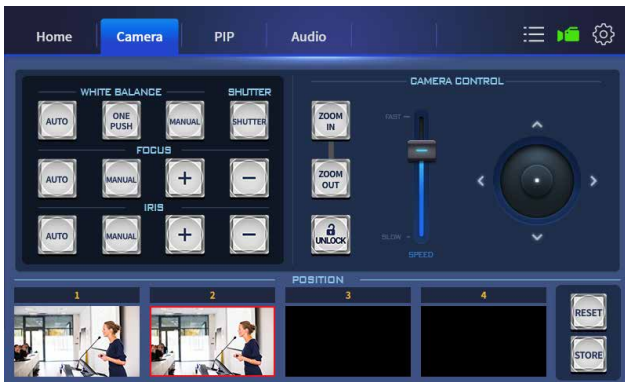 Home Camera PIP Audio
WHITE BALANCE SHUTTER
CAMERA CONTROL
AUTO ONE PUSH MANUAL SHUTTER
FOCUS
AUTO MANUAL + −
IRIS
AUTO MANUAL + −
ZOOM IN
ZOOM OUT
UNLOCK
FAST
SLOW
SPEED
POSITION
1 2 3 4
RESET
STORE